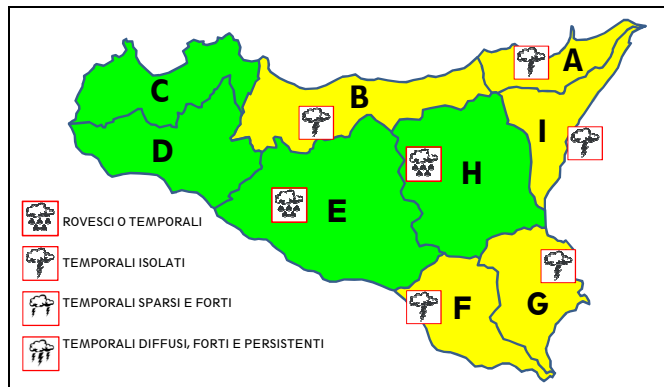 A
B
C
I
D
H
E
ROVESCI O TEMPORALI
TEMPORALI ISOLATI
F
G
TEMPORALI SPARSI E FORTI
TEMPORALI DIFFUSI, FORTI E PERSISTENTI